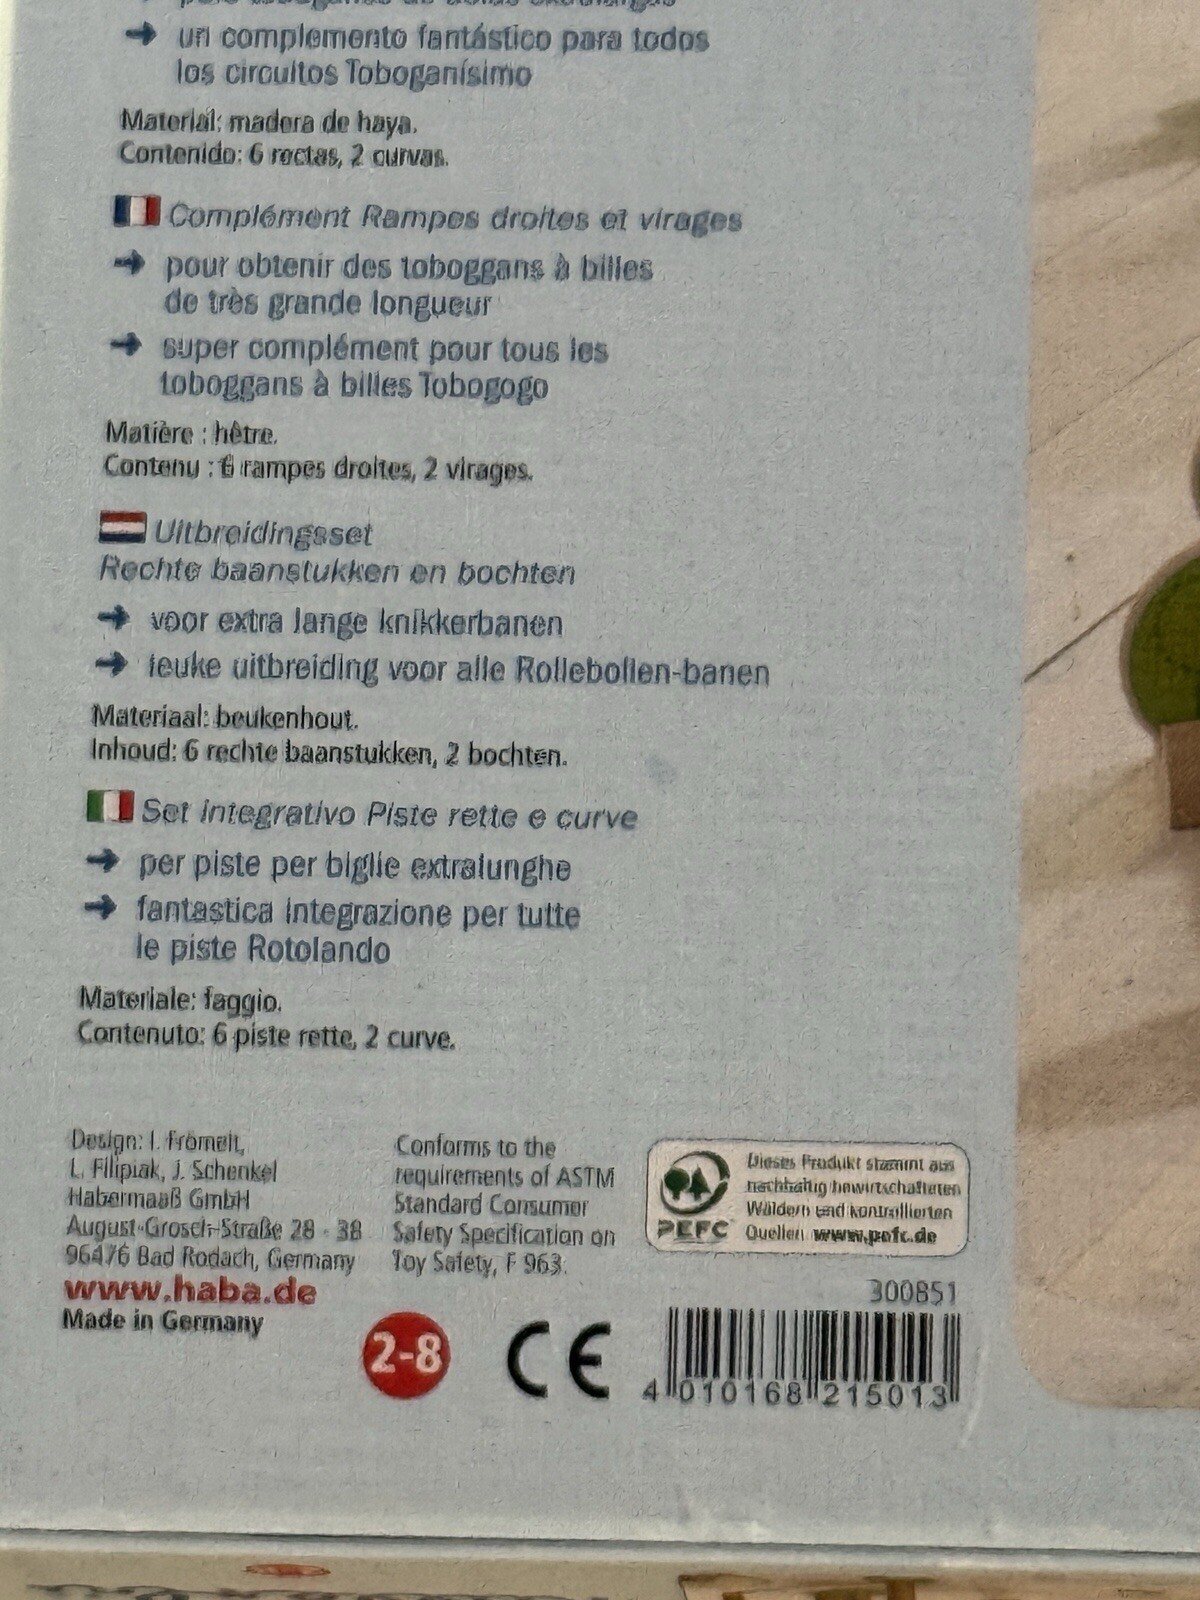 un complemento fantástico para todos
los circuitos Toboganísimo
Material: madera de haya.
Contenido: 6 rectas, 2 curvas.
Complément Rampes droites et virages
pour obtenir des toboggans à billes
de très grande longueur
super complément pour tous les
toboggans à billes Tobogogo
Matière : hêtre.
Contenu : 6 rampes droites, 2 virages.
Uitbreidingsset
Rechte baanstukken en bochten
voor extra lange knikkerbanen
leuke uitbreiding voor alle Rollebollen-banen
Materiaal: beukenhout.
Inhoud: 6 rechte baanstukken, 2 bochten.
Set integrativo Piste rette e curve
per piste per biglie extralunghe
fantastica integrazione per tutte
le piste Rotolando
Materiale: faggio.
Contenuto: 6 piste rette, 2 curve.
Design: I. Frömelt,
L. Filipiak, J. Schenkel
Habermaaß GmbH
August-Grosch-Straße 28 - 38
96476 Bad Rodach, Germany
www.haba.de
Made in Germany
Conforms to the
requirements of ASTM
Standard Consumer
Safety Specification on
Toy Safety, F 963.
PEFC
Dieses Produkt stammt aus
nachhaltig bewirtschafteten
Wäldern und kontrollierten
Quellen www.pefc.de
2-8
CE
300851
4 010168 215013